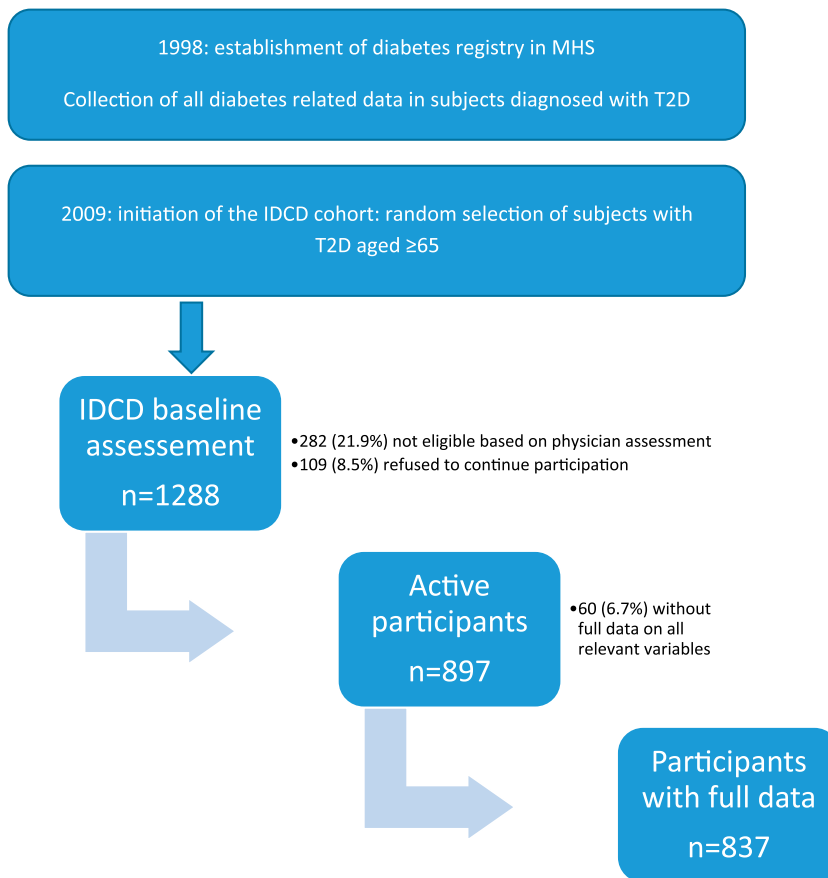 1998: establishment of diabetes registry in MHS
Collection of all diabetes related data in subjects diagnosed with T2D
2009: initiation of the IDCD cohort: random selection of subjects with
T2D aged ≥65
IDCD baseline
assessement
n=1288
•282 (21.9%) not eligible based on physician assessment
•109 (8.5%) refused to continue participation
Active
participants
n=897
•60 (6.7%) without
full data on all
relevant variables
Participants
with full data
n=837